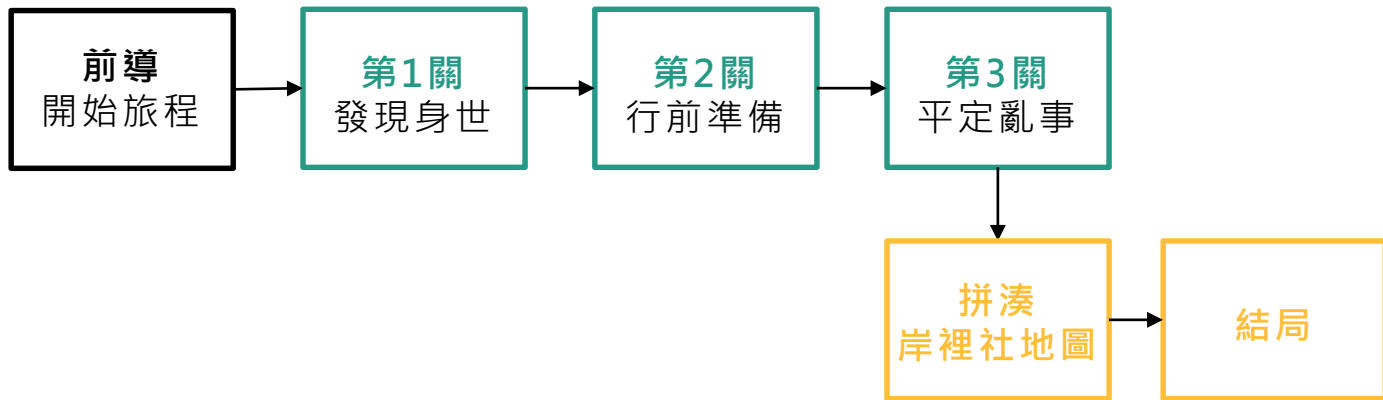 前導
開始旅程
第1關
發現身世
第2關
行前準備
第3關
平定亂事
拼湊
岸裡社地圖
結局